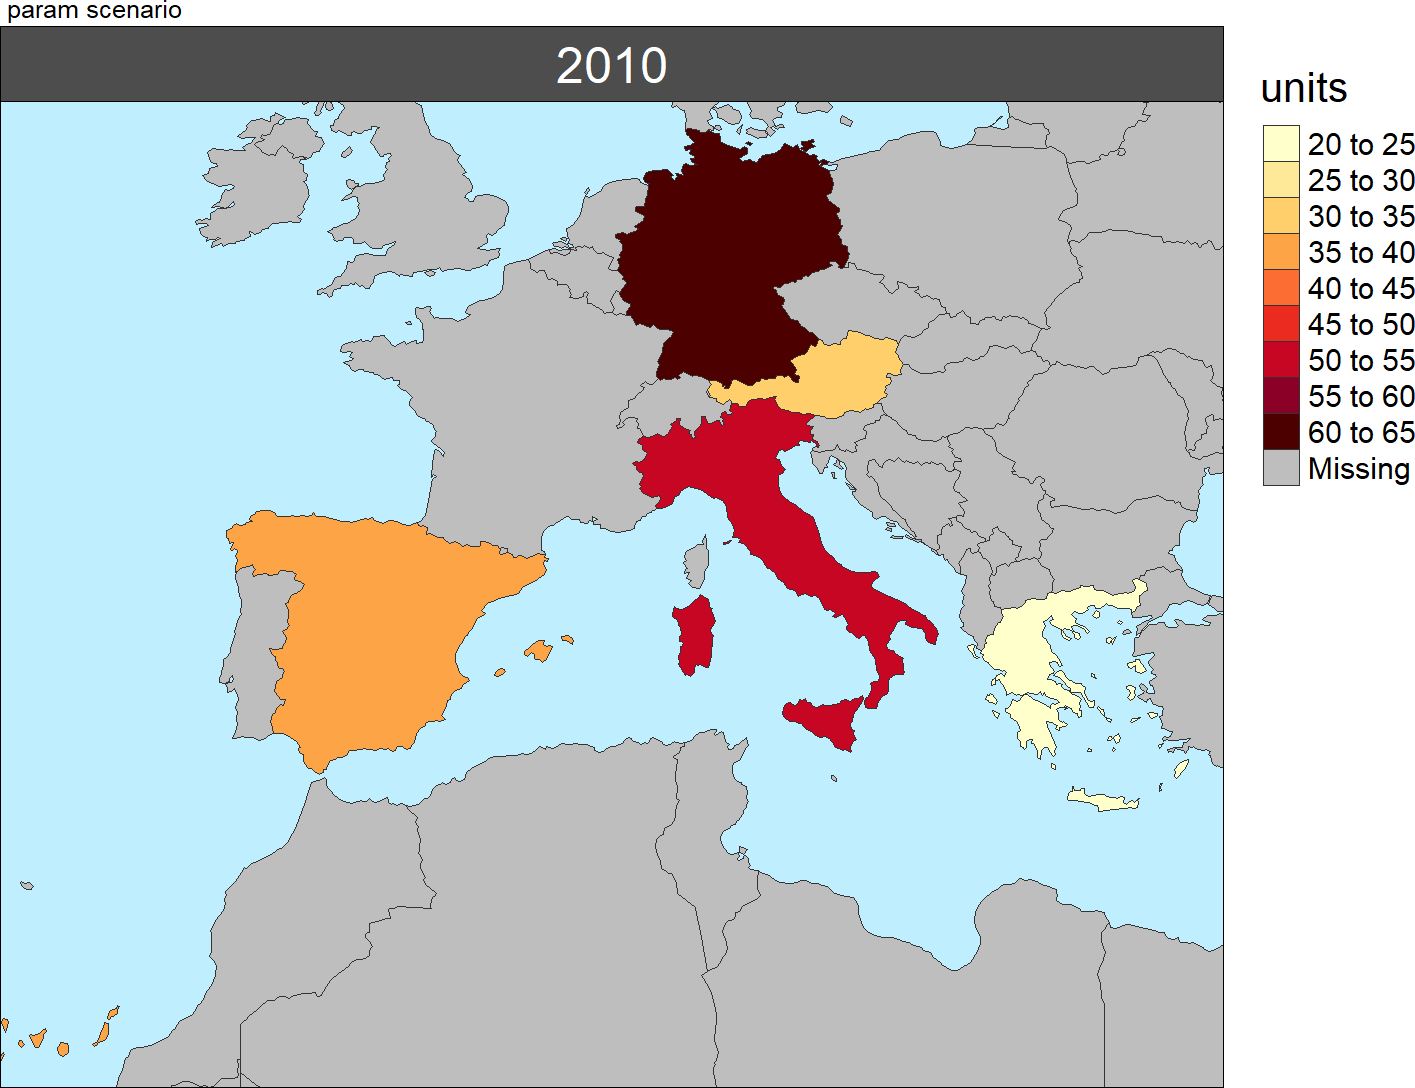 param scenario
2010
units
20 to 25
25 to 30
30 to 35
35 to 40
40 to 45
45 to 50
50 to 55
55 to 60
60 to 65
Missing